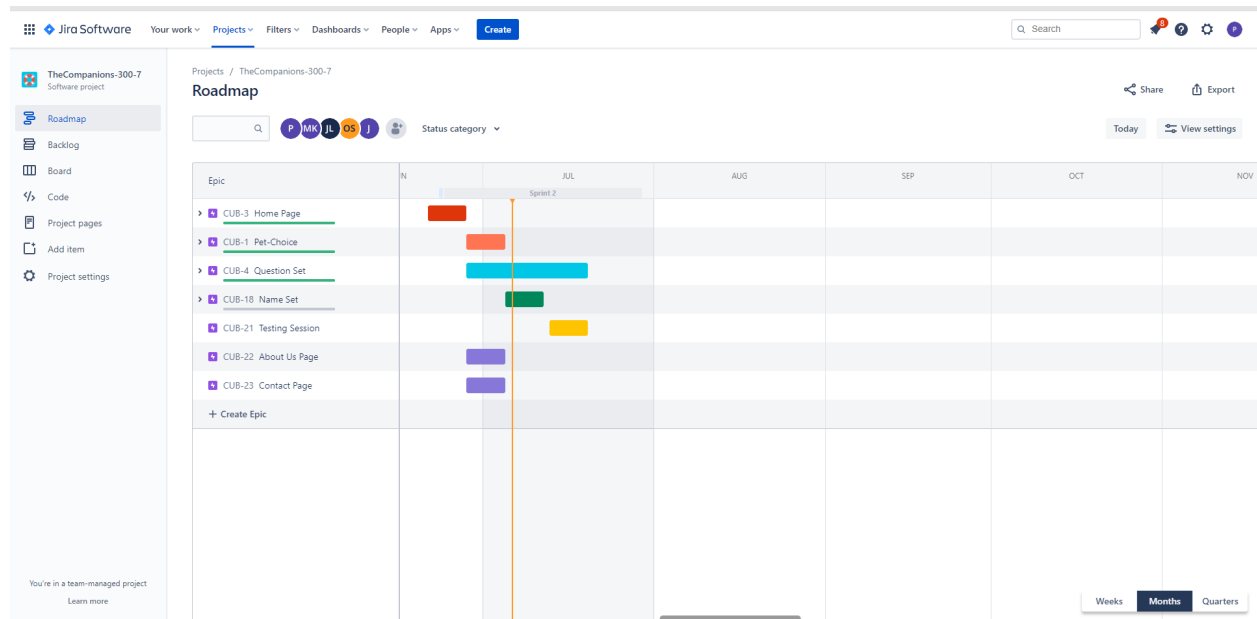 Jira Software Your work Projects Filters Dashboards People Apps Create Search 8 P
TheCompanions-300-7
Software project
Roadmap
Backlog
Board
Code
Project pages
Add item
Project settings
You're in a team-managed project
Learn more
Projects / TheCompanions-300-7
Roadmap
Share Export
P MK JL OS J Status category Today View settings
Epic N JUL AUG SEP OCT NOV
Sprint 2
CUB-3 Home Page
CUB-1 Pet-Choice
CUB-4 Question Set
CUB-18 Name Set
CUB-21 Testing Session
CUB-22 About Us Page
CUB-23 Contact Page
+ Create Epic
Weeks Months Quarters